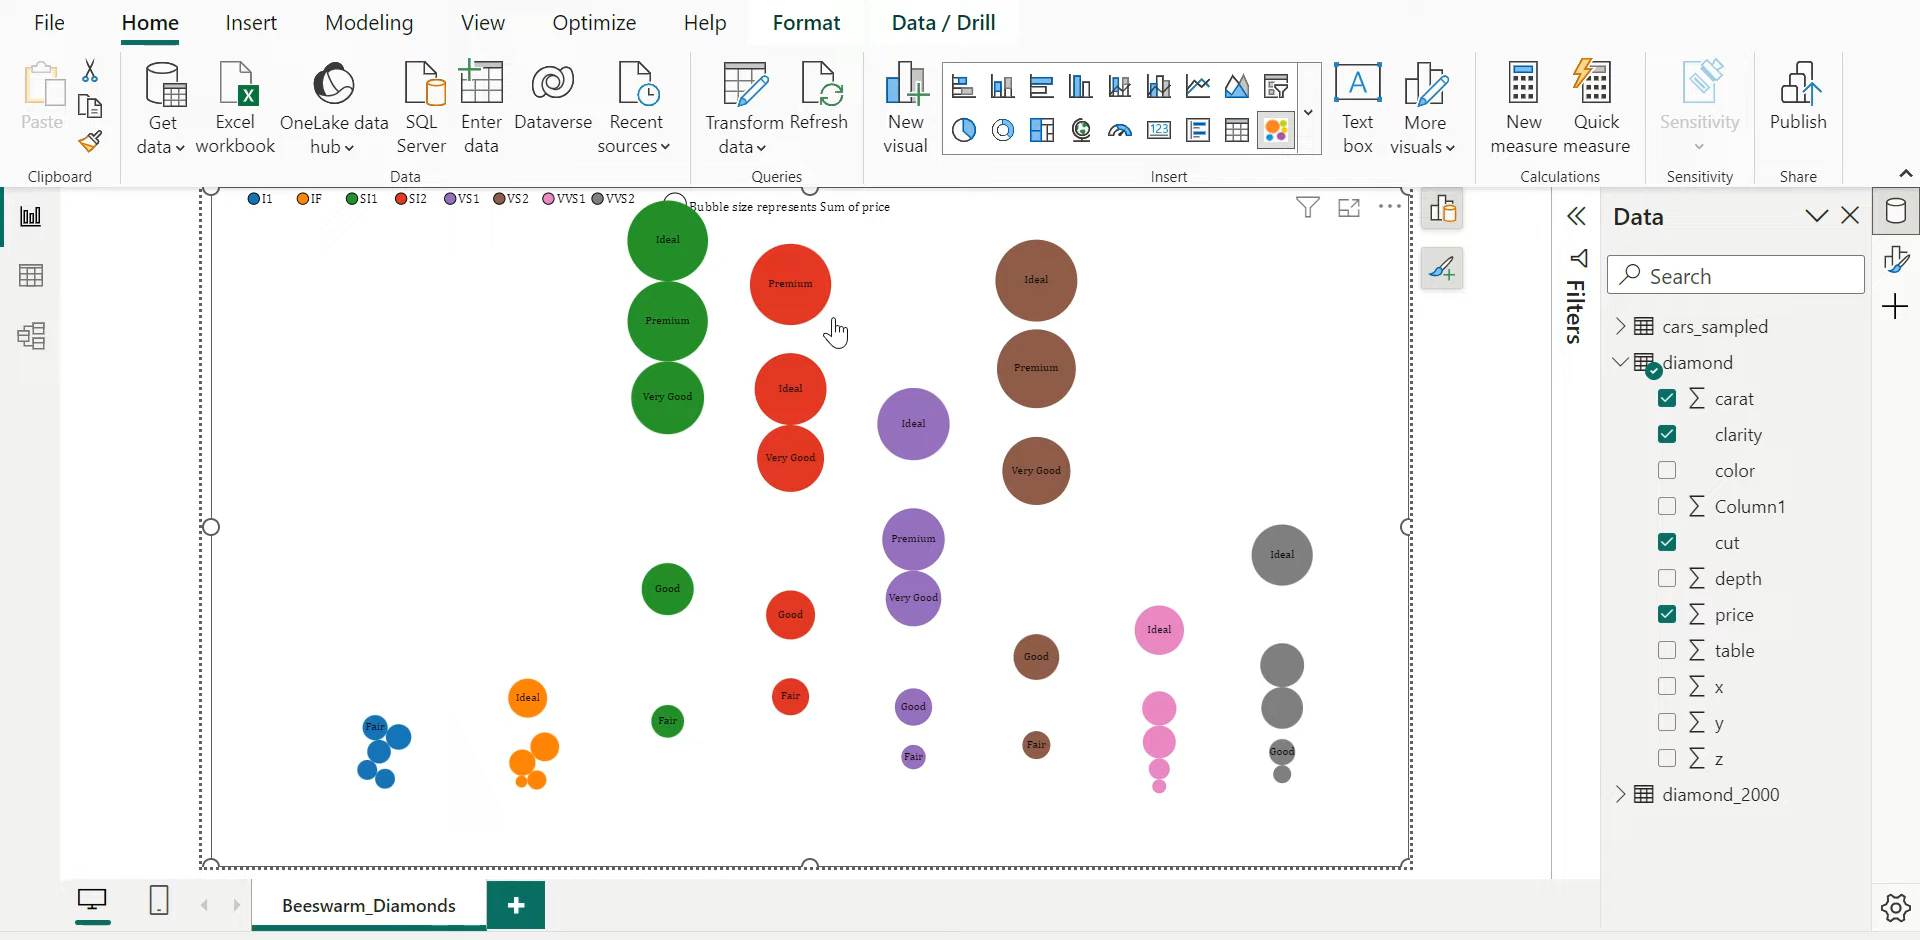 File Home Insert Modeling View Optimize Help Format Data / Drill
Paste
Get data
Excel workbook
OneLake data hub
SQL Server
Enter data
Dataverse
Recent sources
Transform data
Refresh
New visual
A
123
Text box
More visuals
New measure
Quick measure
Sensitivity
Publish
Clipboard Data Queries Insert Calculations Sensitivity Share
I1 IF SI1 SI2 VS1 VS2 VVS1 VVS2 Bubble size represents Sum of price
Ideal
Premium
Very Good
Good
Fair
Premium
Ideal
Very Good
Good
Fair
Ideal
Premium
Very Good
Good
Fair
Ideal
Premium
Very Good
Good
Fair
Ideal
Ideal
Good
Ideal
Fair
Filters
Data
Search
cars_sampled
diamond
carat
clarity
color
Column1
cut
depth
price
table
x
y
z
diamond_2000
Beeswarm_Diamonds